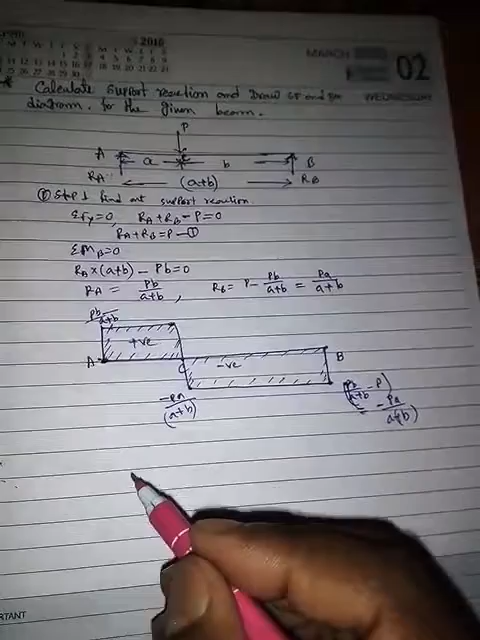 2016
MARCH
02
WEDNESDAY
Calculate support reaction and Draw SF and BM
diagram. for the given beam.
P
A a b B
RA (a+b) RB
① Step 1 find out support reaction.
ΣFy=0, RA+RB-P=0
RA+RB=P-①
ΣMB=0
RA×(a+b) - Pb=0
RA = Pb/a+b, RB= P- Pb/a+b = Pa/a+b
Pb/a+b
+ve
A C -ve B
-Pa/(a+b)
(Pb/a+b -P)
= -Pa/(a+b)